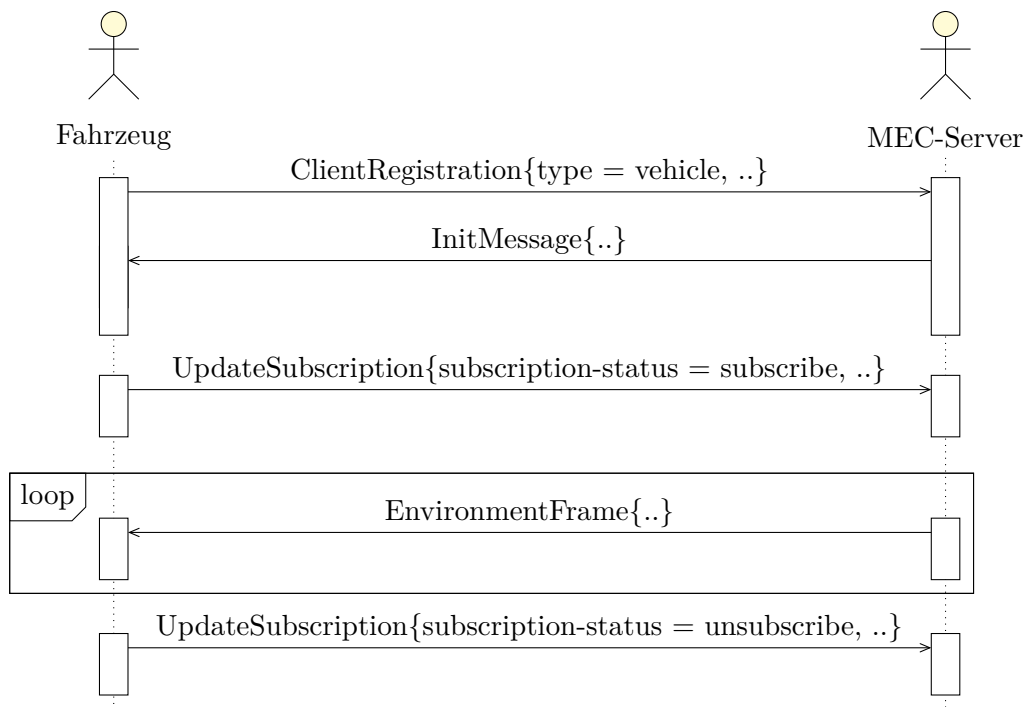 Fahrzeug
MEC-Server
ClientRegistration{type = vehicle, ..}
InitMessage{..}
UpdateSubscription{subscription-status = subscribe, ..}
loop
EnvironmentFrame{..}
UpdateSubscription{subscription-status = unsubscribe, ..}